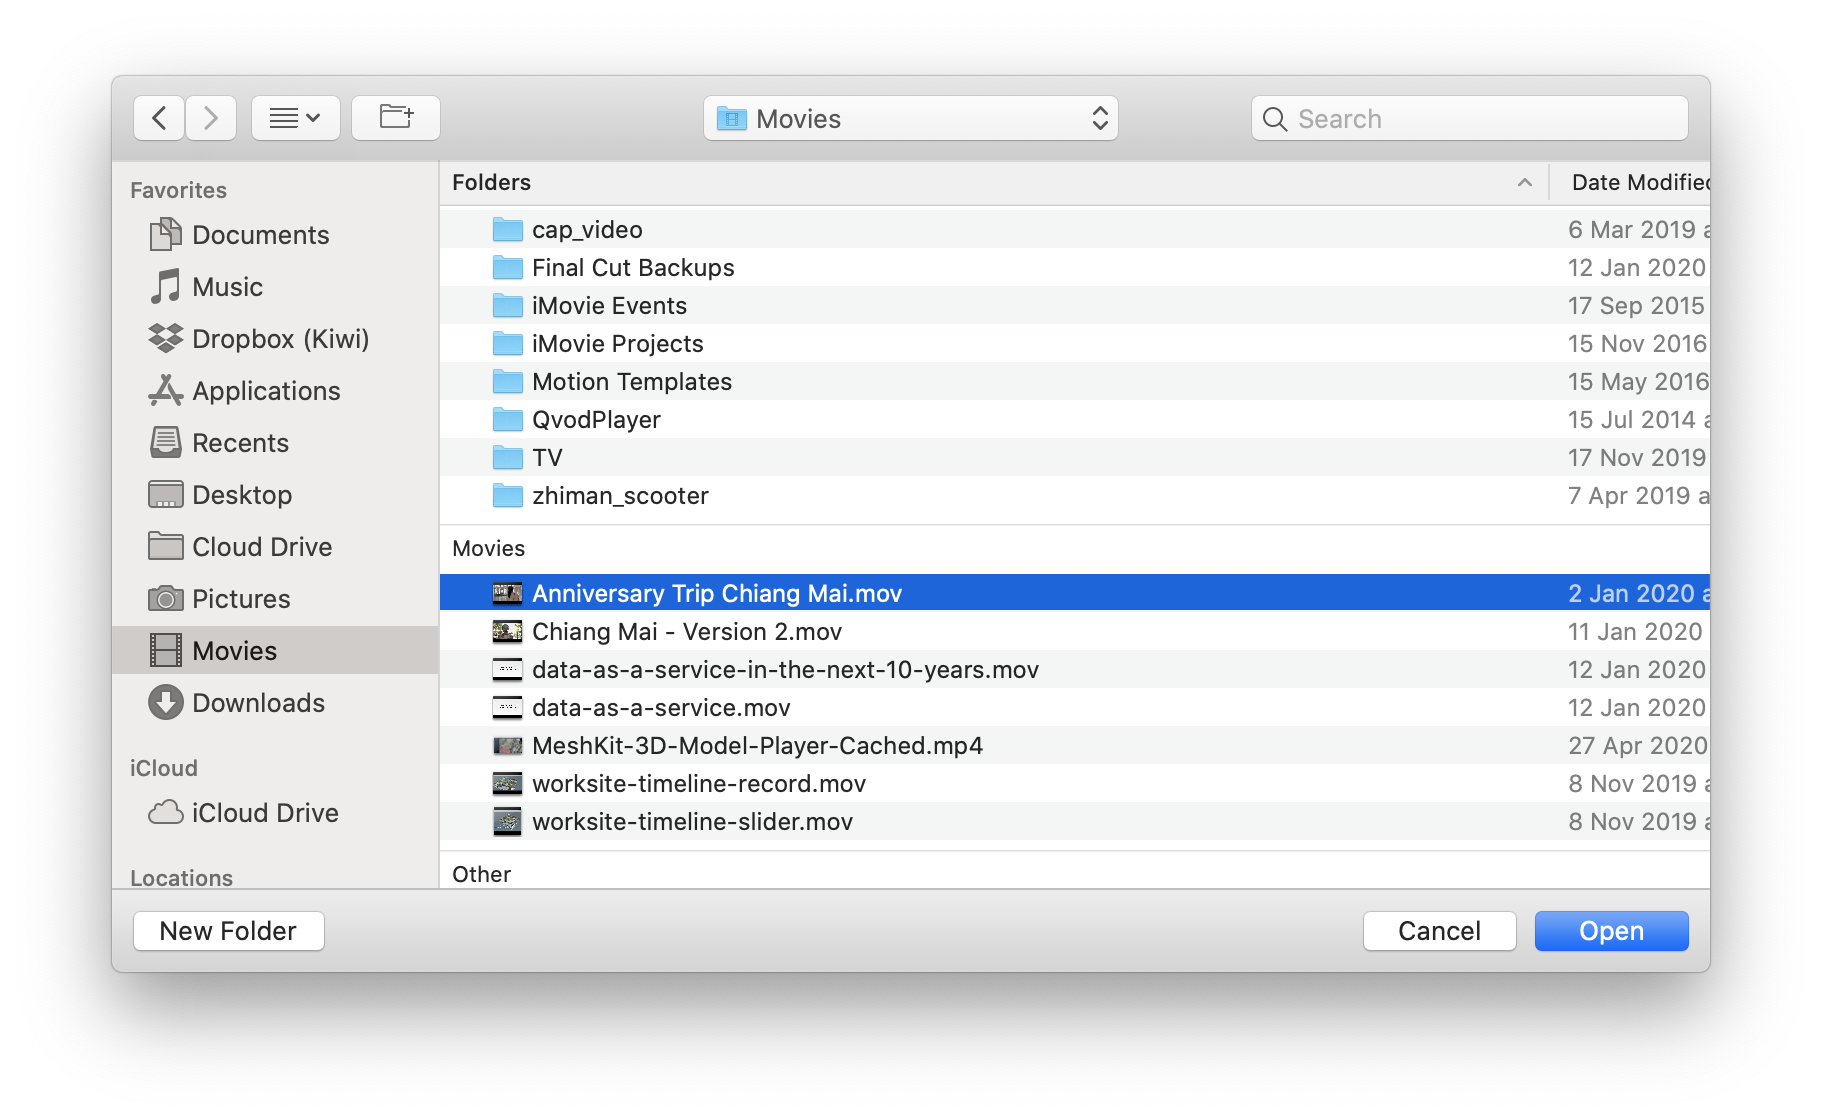 Movies
Search
Favorites
Documents
Music
Dropbox (Kiwi)
Applications
Recents
Desktop
Cloud Drive
Pictures
Movies
Downloads
iCloud
iCloud Drive
Locations
Folders Date Modified
cap_video 6 Mar 2019 a
Final Cut Backups 12 Jan 2020
iMovie Events 17 Sep 2015
iMovie Projects 15 Nov 2016
Motion Templates 15 May 2016
QvodPlayer 15 Jul 2014 a
TV 17 Nov 2019
zhiman_scooter 7 Apr 2019 a
Movies
Anniversary Trip Chiang Mai.mov 2 Jan 2020 a
Chiang Mai - Version 2.mov 11 Jan 2020
data-as-a-service-in-the-next-10-years.mov 12 Jan 2020
data-as-a-service.mov 12 Jan 2020
MeshKit-3D-Model-Player-Cached.mp4 27 Apr 2020
worksite-timeline-record.mov 8 Nov 2019 a
worksite-timeline-slider.mov 8 Nov 2019 a
Other
New Folder
Cancel
Open